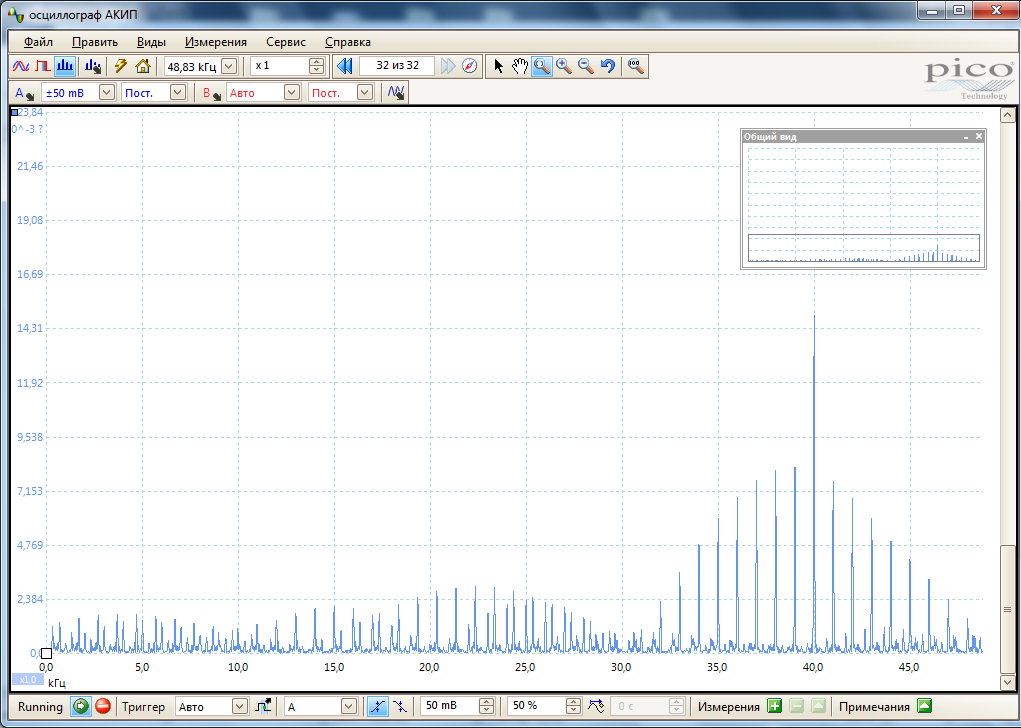 осциллограф АКИП
Файл Править Виды Измерения Сервис Справка
48,83 кГц x 1 32 из 32
pico
Technology
A ±50 mB Пост. B Авто Пост.
23,84
0^-3 ?
Общий вид
21,46
19,08
16,69
14,31
11,92
9,538
7,153
4,769
2,384
0,0
0,0 5,0 10,0 15,0 20,0 25,0 30,0 35,0 40,0 45,0
x1,0 кГц
Running Триггер Авто A 50 mB 50 % 0 с Измерения Примечания